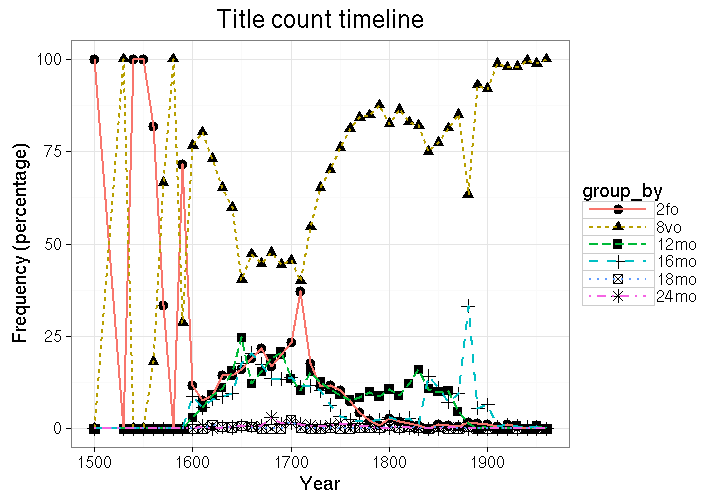 Title count timeline
Frequency (percentage)
100
75
50
25
0
1500 1600 1700 1800 1900
Year
group_by
2fo
8vo
12mo
16mo
18mo
24mo